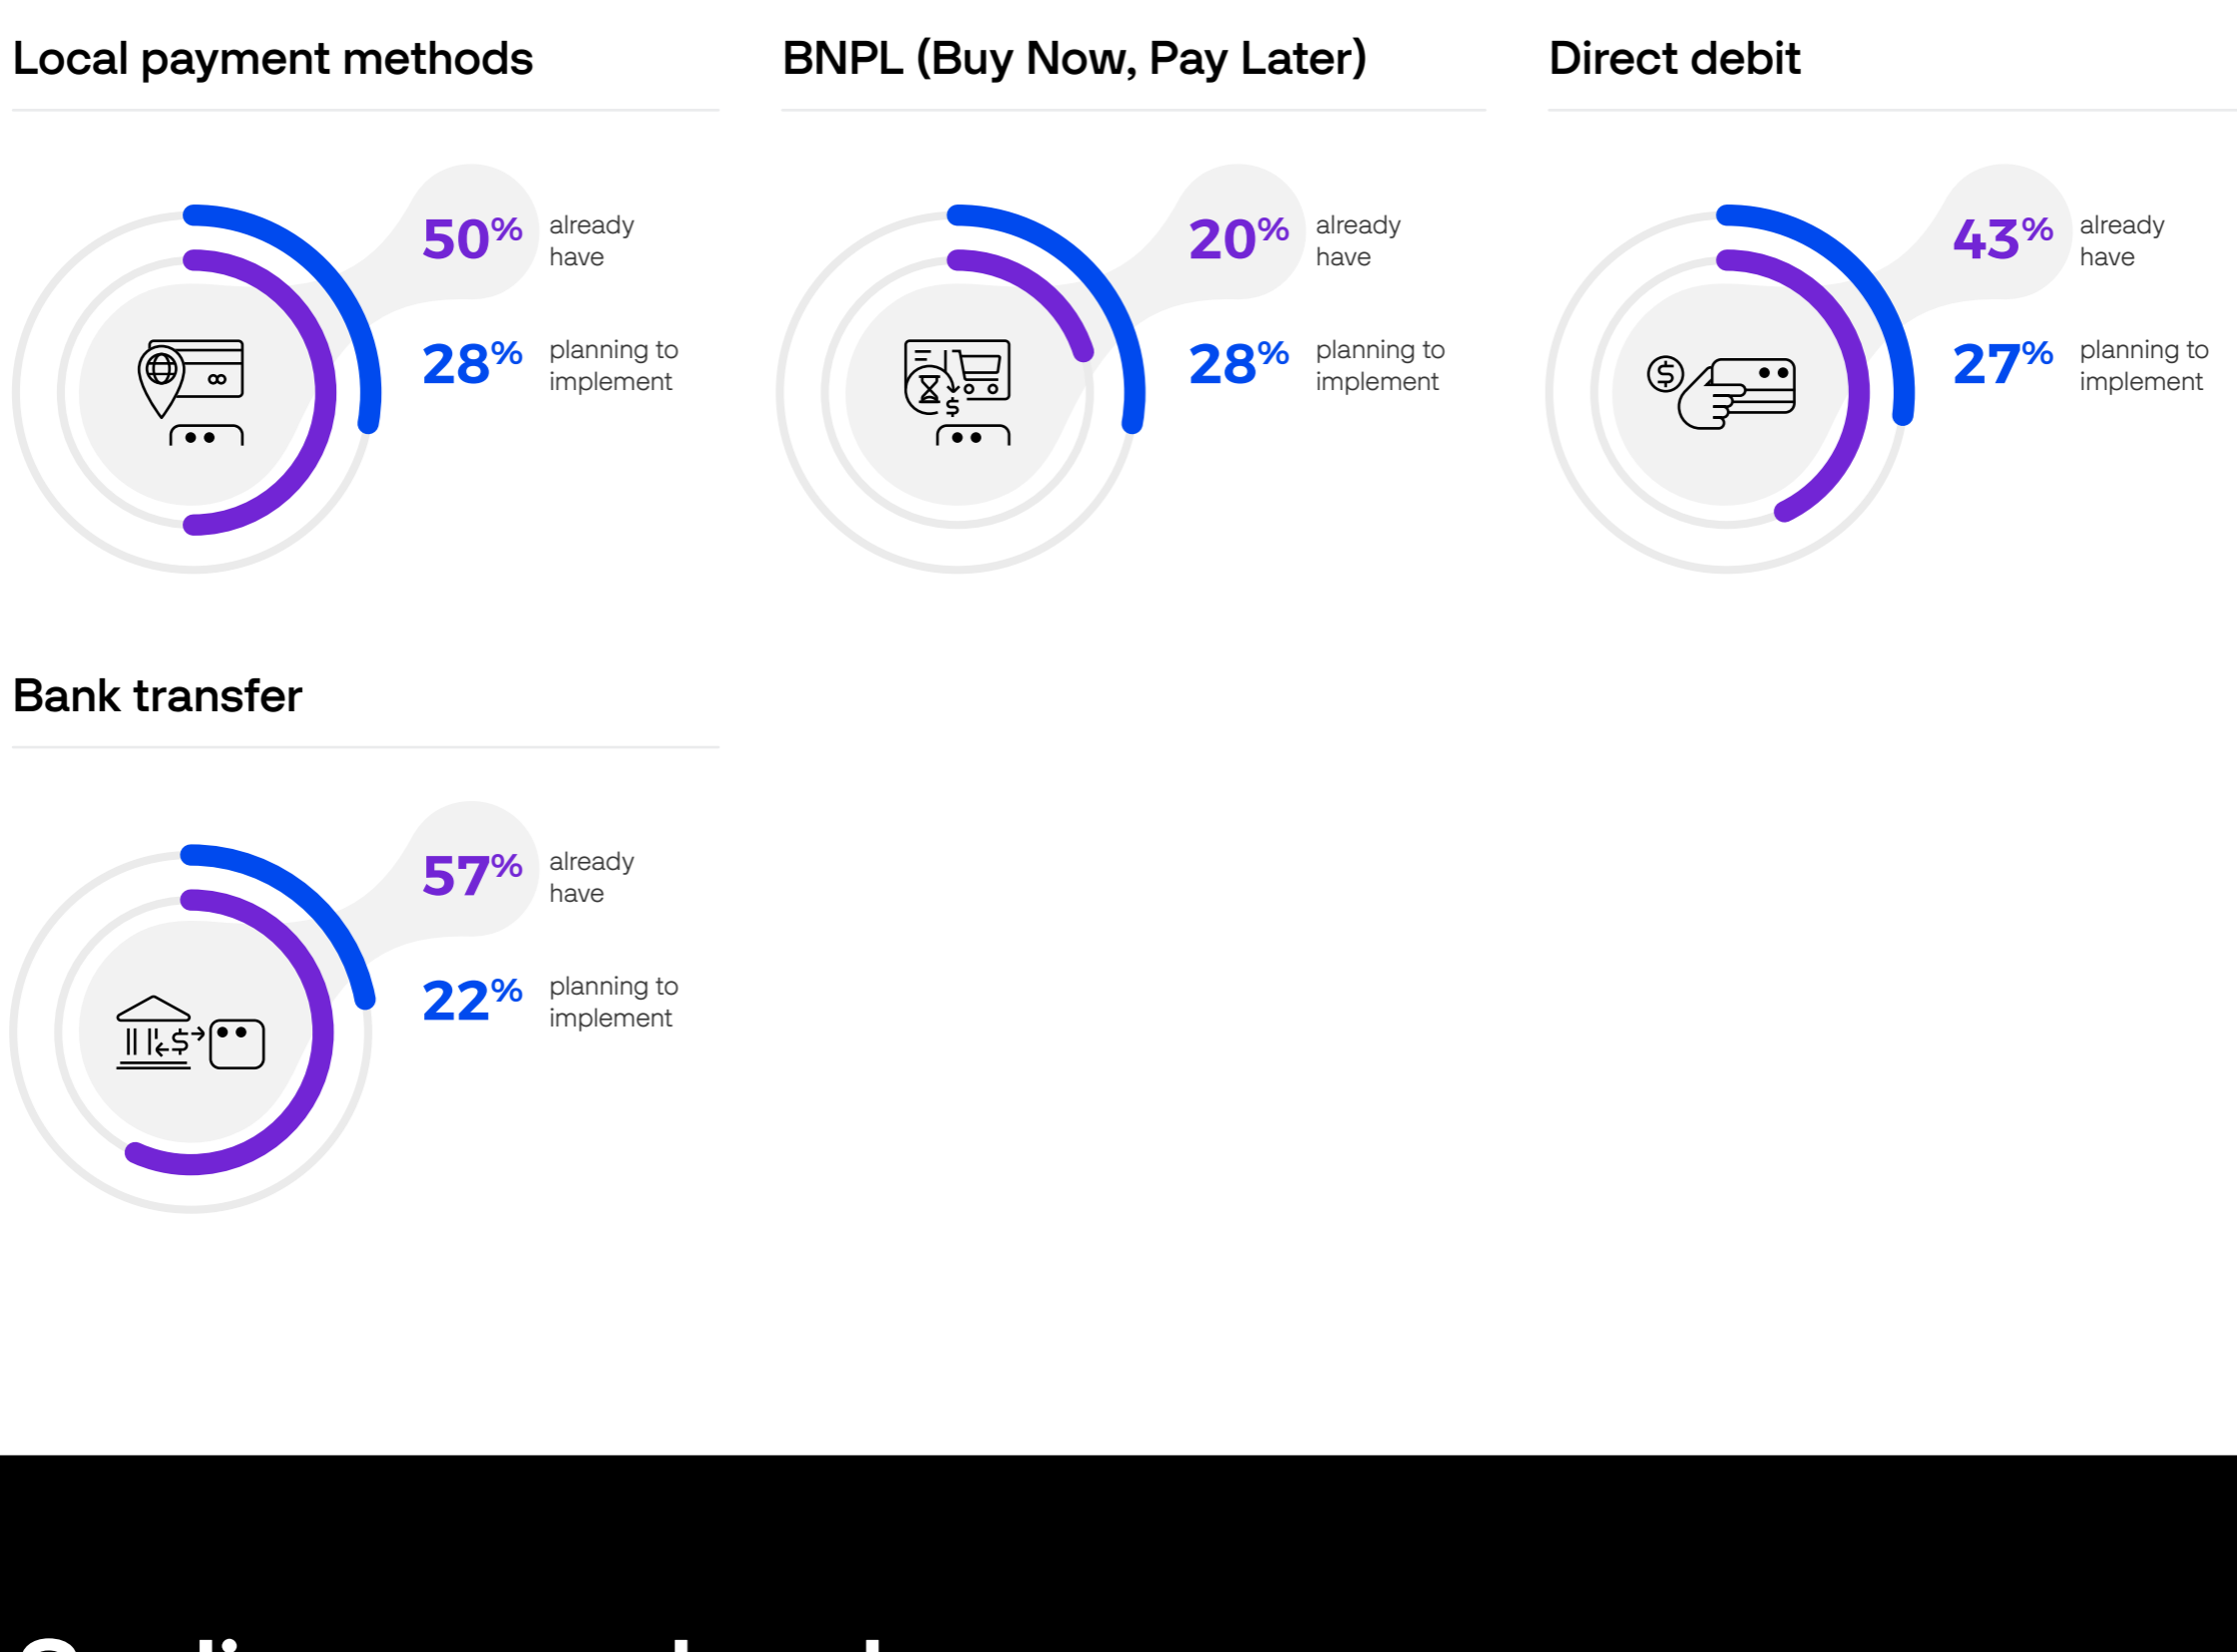 Local payment methods
50% already
have
28% planning to
implement
BNPL (Buy Now, Pay Later)
20% already
have
28% planning to
implement
Direct debit
43% already
have
27% planning to
implement
Bank transfer
57% already
have
22% planning to
implement